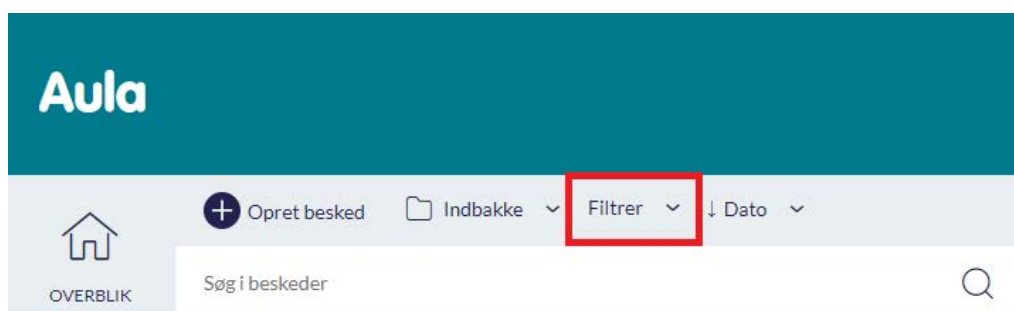 Aula
Opret besked Indbakke Filtrer ↓ Dato
OVERBLIK
Søg i beskeder